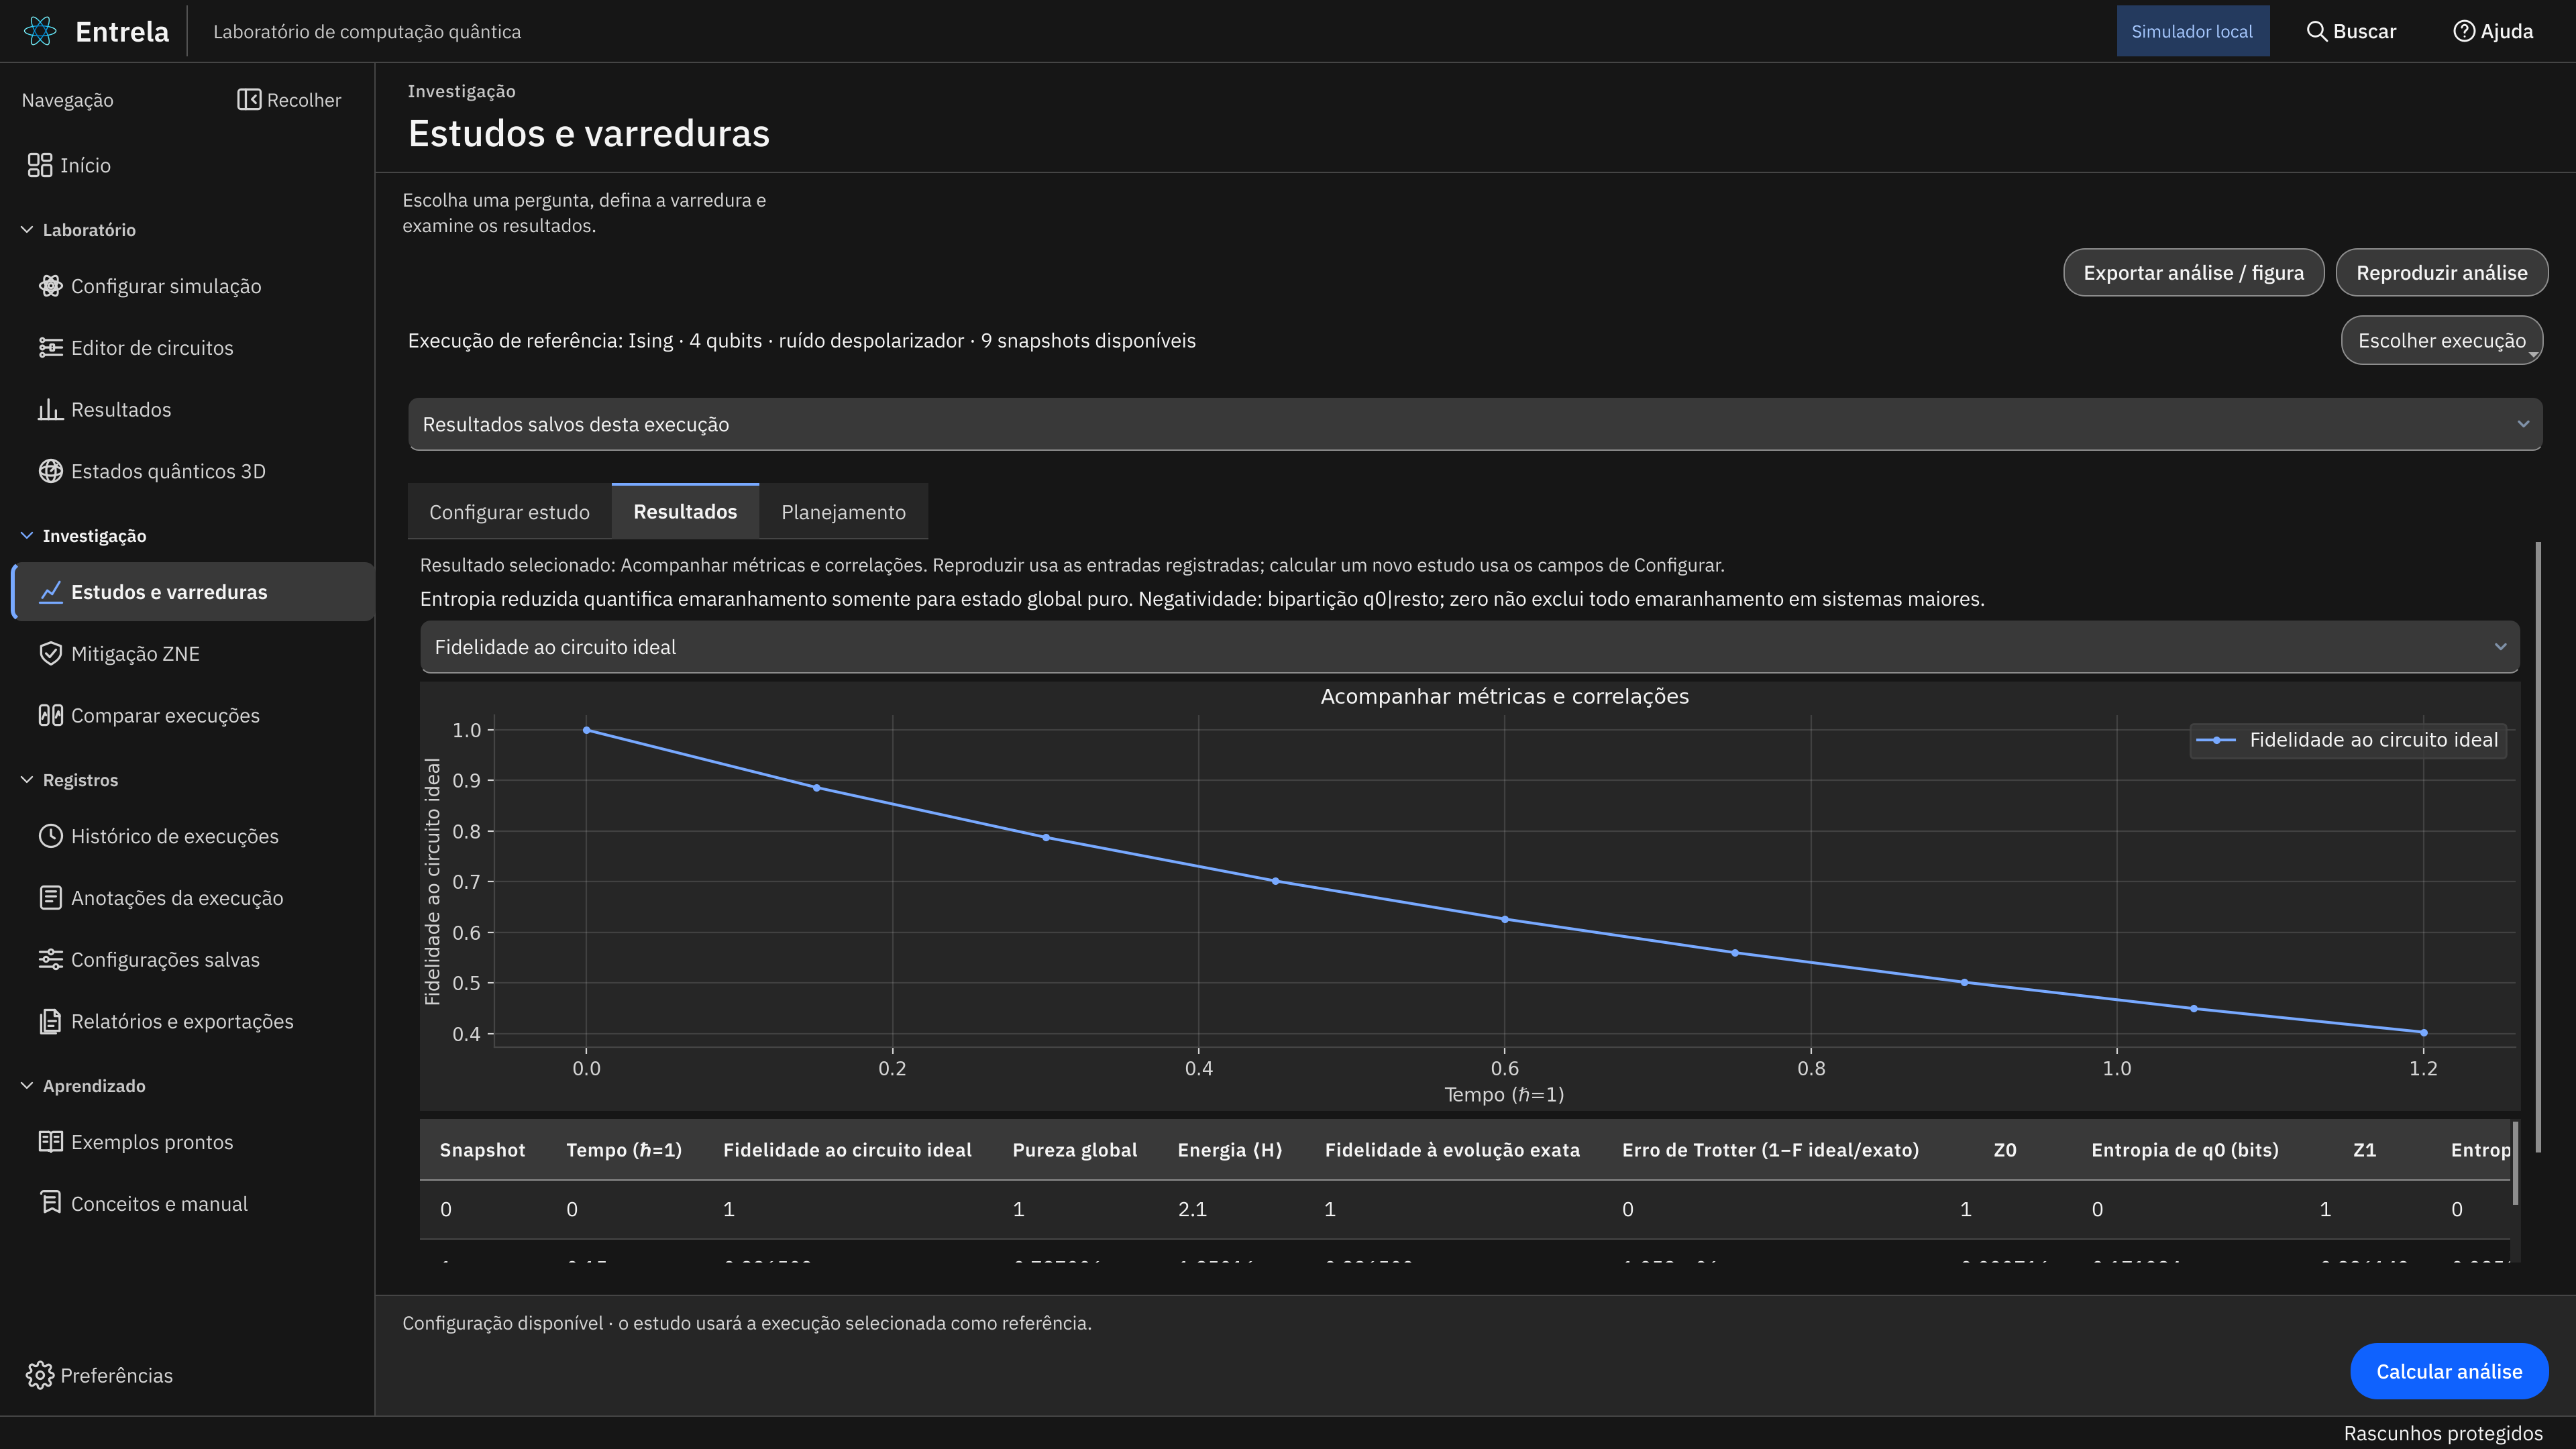 Entrela
Laboratório de computação quântica
Simulador local
Buscar
Ajuda
Navegação
Recolher
Início
Laboratório
Configurar simulação
Editor de circuitos
Resultados
Estados quânticos 3D
Investigação
Estudos e varreduras
Mitigação ZNE
Comparar execuções
Registros
Histórico de execuções
Anotações da execução
Configurações salvas
Relatórios e exportações
Aprendizado
Exemplos prontos
Conceitos e manual
Preferências
Investigação
Estudos e varreduras
Escolha uma pergunta, defina a varredura e
examine os resultados.
Exportar análise / figura
Reproduzir análise
Execução de referência: Ising · 4 qubits · ruído despolarizador · 9 snapshots disponíveis
Escolher execução
Resultados salvos desta execução
Configurar estudo
Resultados
Planejamento
Resultado selecionado: Acompanhar métricas e correlações. Reproduzir usa as entradas registradas; calcular um novo estudo usa os campos de Configurar.
Entropia reduzida quantifica emaranhamento somente para estado global puro. Negatividade: bipartição q0|resto; zero não exclui todo emaranhamento em sistemas maiores.
Fidelidade ao circuito ideal
Acompanhar métricas e correlações
Fidelidade ao circuito ideal
Fidelidade ao circuito ideal
1.0
0.9
0.8
0.7
0.6
0.5
0.4
0.0 0.2 0.4 0.6 0.8 1.0 1.2
Tempo (ℏ=1)
Snapshot Tempo (ℏ=1) Fidelidade ao circuito ideal Pureza global Energia ⟨H⟩ Fidelidade à evolução exata Erro de Trotter (1−F ideal/exato) Z0 Entropia de q0 (bits) Z1 Entrop
0 0 1 1 2.1 1 0 1 0 1 0
Configuração disponível · o estudo usará a execução selecionada como referência.
Calcular análise
Rascunhos protegidos